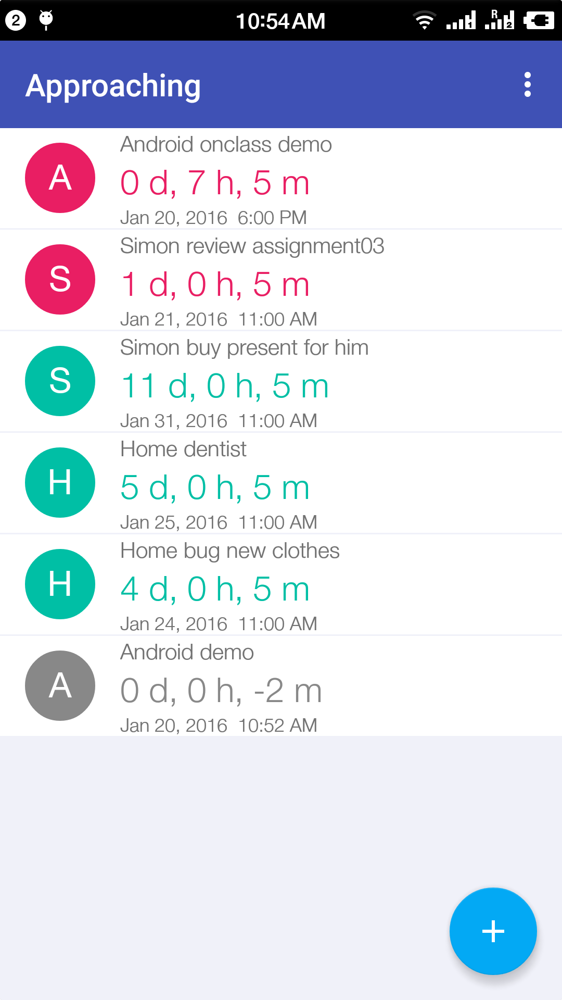 2
10:54 AM
1
R
2
Approaching
A
Android onclass demo
0 d, 7 h, 5 m
Jan 20, 2016 6:00 PM
S
Simon review assignment03
1 d, 0 h, 5 m
Jan 21, 2016 11:00 AM
S
Simon buy present for him
11 d, 0 h, 5 m
Jan 31, 2016 11:00 AM
H
Home dentist
5 d, 0 h, 5 m
Jan 25, 2016 11:00 AM
H
Home bug new clothes
4 d, 0 h, 5 m
Jan 24, 2016 11:00 AM
A
Android demo
0 d, 0 h, -2 m
Jan 20, 2016 10:52 AM
+